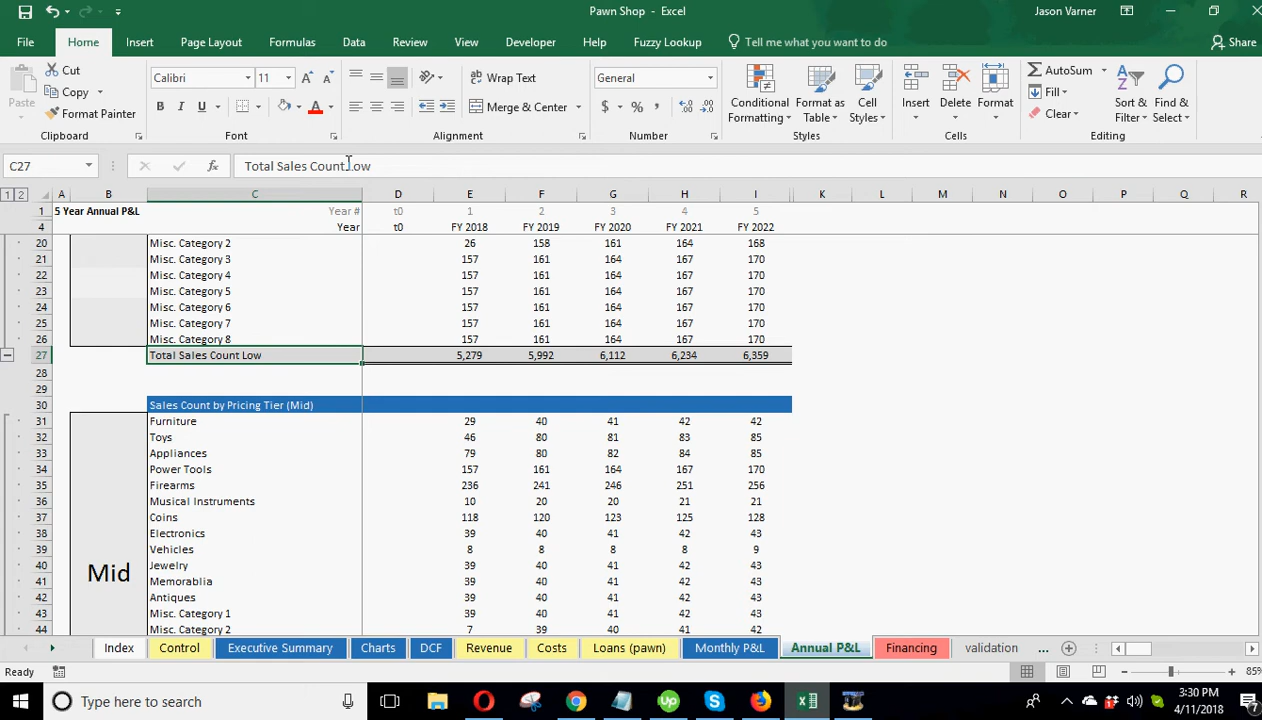 Pawn Shop - Excel
Jason Varner
File Home Insert Page Layout Formulas Data Review View Developer Help Fuzzy Lookup Tell me what you want to do Share
Paste
Cut
Copy
Format Painter
Calibri 11
B I U
Wrap Text
Merge & Center
General
$ % ,
Conditional Formatting
Format as Table
Cell Styles
Insert Delete Format
AutoSum
Fill
Clear
Sort & Filter
Find & Select
Clipboard Font Alignment Number Styles Cells Editing
C27 fx Total Sales Count Low
1 2 A B C D E F G H I K L M N O P Q R
1 5 Year Annual P&L Year # t0 1 2 3 4 5
4 Year t0 FY 2018 FY 2019 FY 2020 FY 2021 FY 2022
20 Misc. Category 2 26 158 161 164 168
21 Misc. Category 3 157 161 164 167 170
22 Misc. Category 4 157 161 164 167 170
23 Misc. Category 5 157 161 164 167 170
24 Misc. Category 6 157 161 164 167 170
25 Misc. Category 7 157 161 164 167 170
26 Misc. Category 8 157 161 164 167 170
27 Total Sales Count Low 5,279 5,992 6,112 6,234 6,359
28
29
30 Sales Count by Pricing Tier (Mid)
31 Furniture 29 40 41 42 42
32 Toys 46 80 81 83 85
33 Appliances 79 80 82 84 85
34 Power Tools 157 161 164 167 170
35 Firearms 236 241 246 251 256
36 Musical Instruments 10 20 20 21 21
37 Coins 118 120 123 125 128
38 Electronics 39 40 41 42 43
39 Vehicles 8 8 8 8 9
40 Mid Jewelry 39 40 41 42 43
41 Memorablia 39 40 41 42 43
42 Antiques 39 40 41 42 43
43 Misc. Category 1 39 40 41 42 43
44 Misc. Category 2 7 39 40 41 42
Index Control Executive Summary Charts DCF Revenue Costs Loans (pawn) Monthly P&L Annual P&L Financing validation ...
Ready 85%
Type here to search
3:30 PM
4/11/2018
7